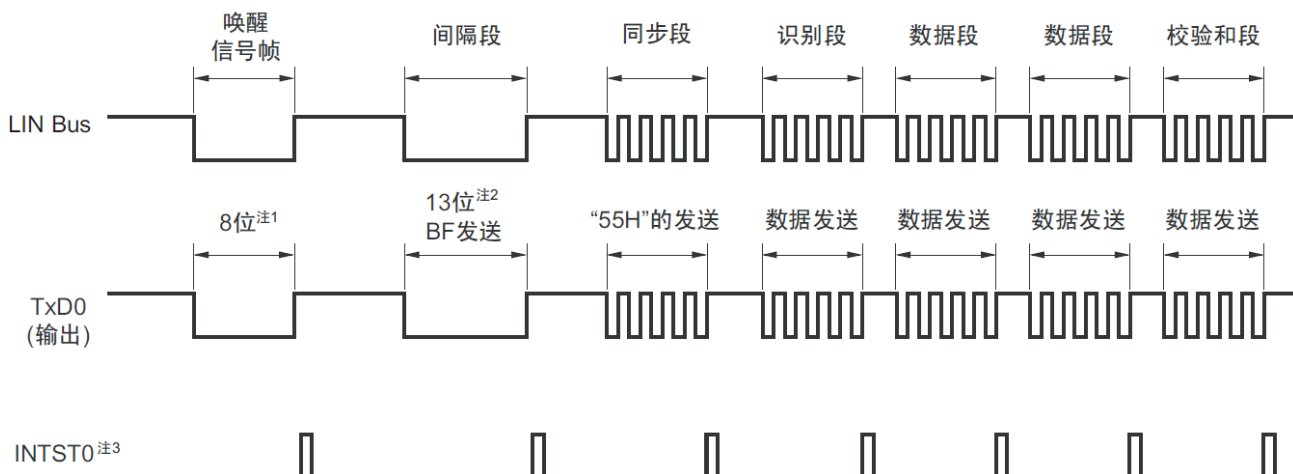 唤醒
信号帧
间隔段
同步段
识别段
数据段
数据段
校验和段
LIN Bus
8位注1
13位注2
BF发送
“55H”的发送
数据发送
数据发送
数据发送
数据发送
TxD0
(输出)
INTST0注3